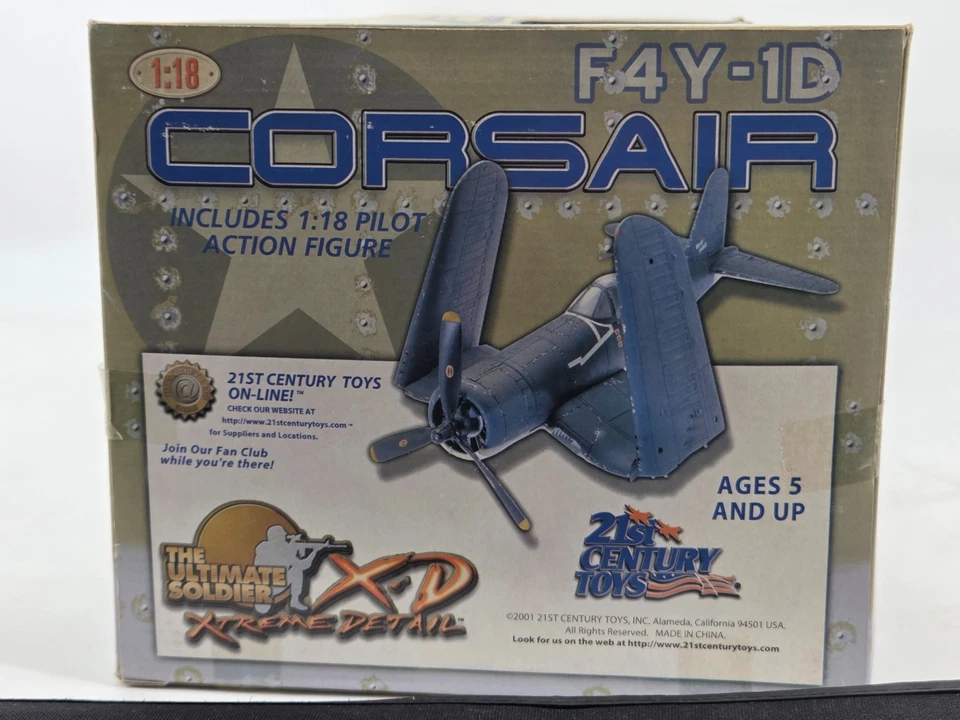 1:18
F4Y-1D
CORSAIR
INCLUDES 1:18 PILOT
ACTION FIGURE
@
21ST CENTURY TOYS
ON-LINE!™
CHECK OUR WEBSITE AT
http://www.21stcenturytoys.com™
for Suppliers and Locations.
Join Our Fan Club
while you're there!
AGES 5
AND UP
THE
ULTIMATE
SOLDIER
X-D
XTREME DETAIL™
21st
CENTURY
TOYS
©2001 21ST CENTURY TOYS, INC. Alameda, California 94501 USA.
All Rights Reserved. MADE IN CHINA.
Look for us on the web at http://www.21stcenturytoys.com